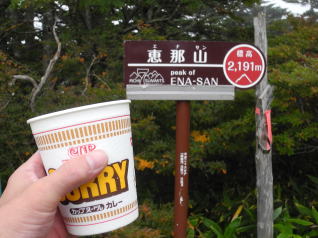 エナサン
恵那山
peak of
ENA-SAN
標高
2,191m
CURRY
カップヌードル カレー